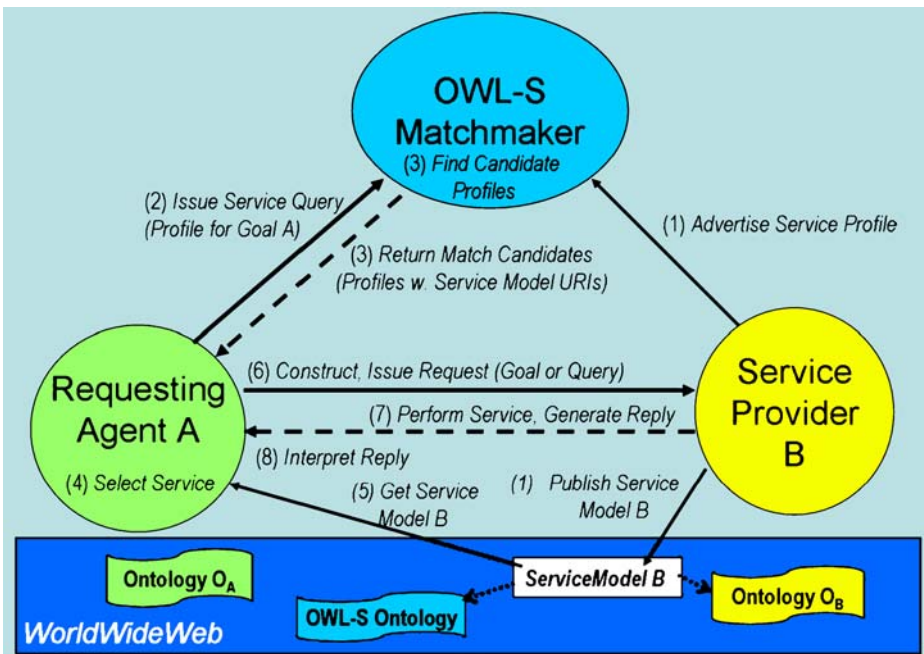 OWL-S
Matchmaker
(3) Find Candidate
Profiles
(2) Issue Service Query
(Profile for Goal A)
(1) Advertise Service Profile
(3) Return Match Candidates
(Profiles w. Service Model URIs)
Requesting
Agent A
(4) Select Service
(6) Construct, Issue Request (Goal or Query)
(7) Perform Service, Generate Reply
(8) Interpret Reply
Service
Provider
B
(5) Get Service
Model B
(1) Publish Service
Model B
Ontology OA
ServiceModel B
OWL-S Ontology
Ontology OB
WorldWideWeb